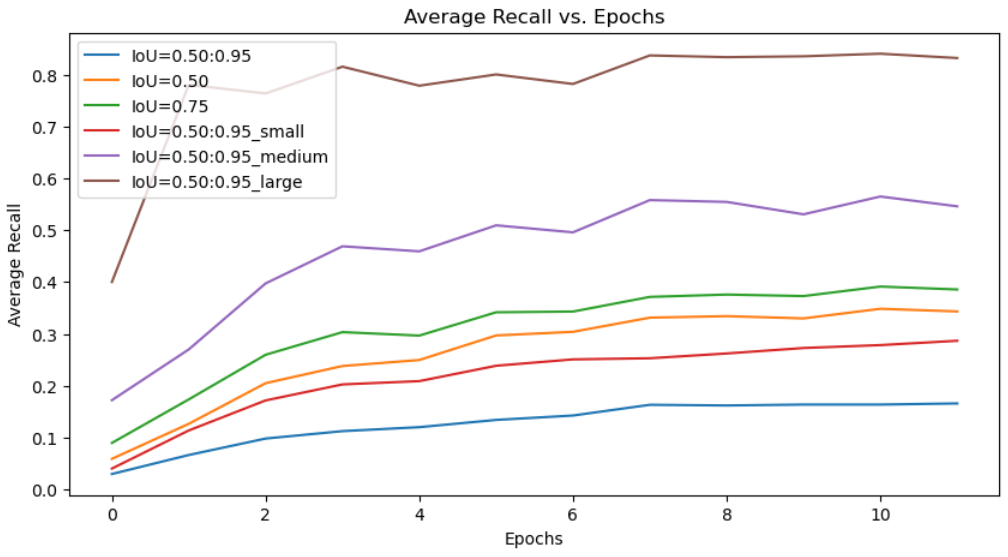 Average Recall vs. Epochs
IoU=0.50:0.95
IoU=0.50
IoU=0.75
IoU=0.50:0.95_small
IoU=0.50:0.95_medium
IoU=0.50:0.95_large
Average Recall
0.8
0.7
0.6
0.5
0.4
0.3
0.2
0.1
0.0
0 2 4 6 8 10
Epochs